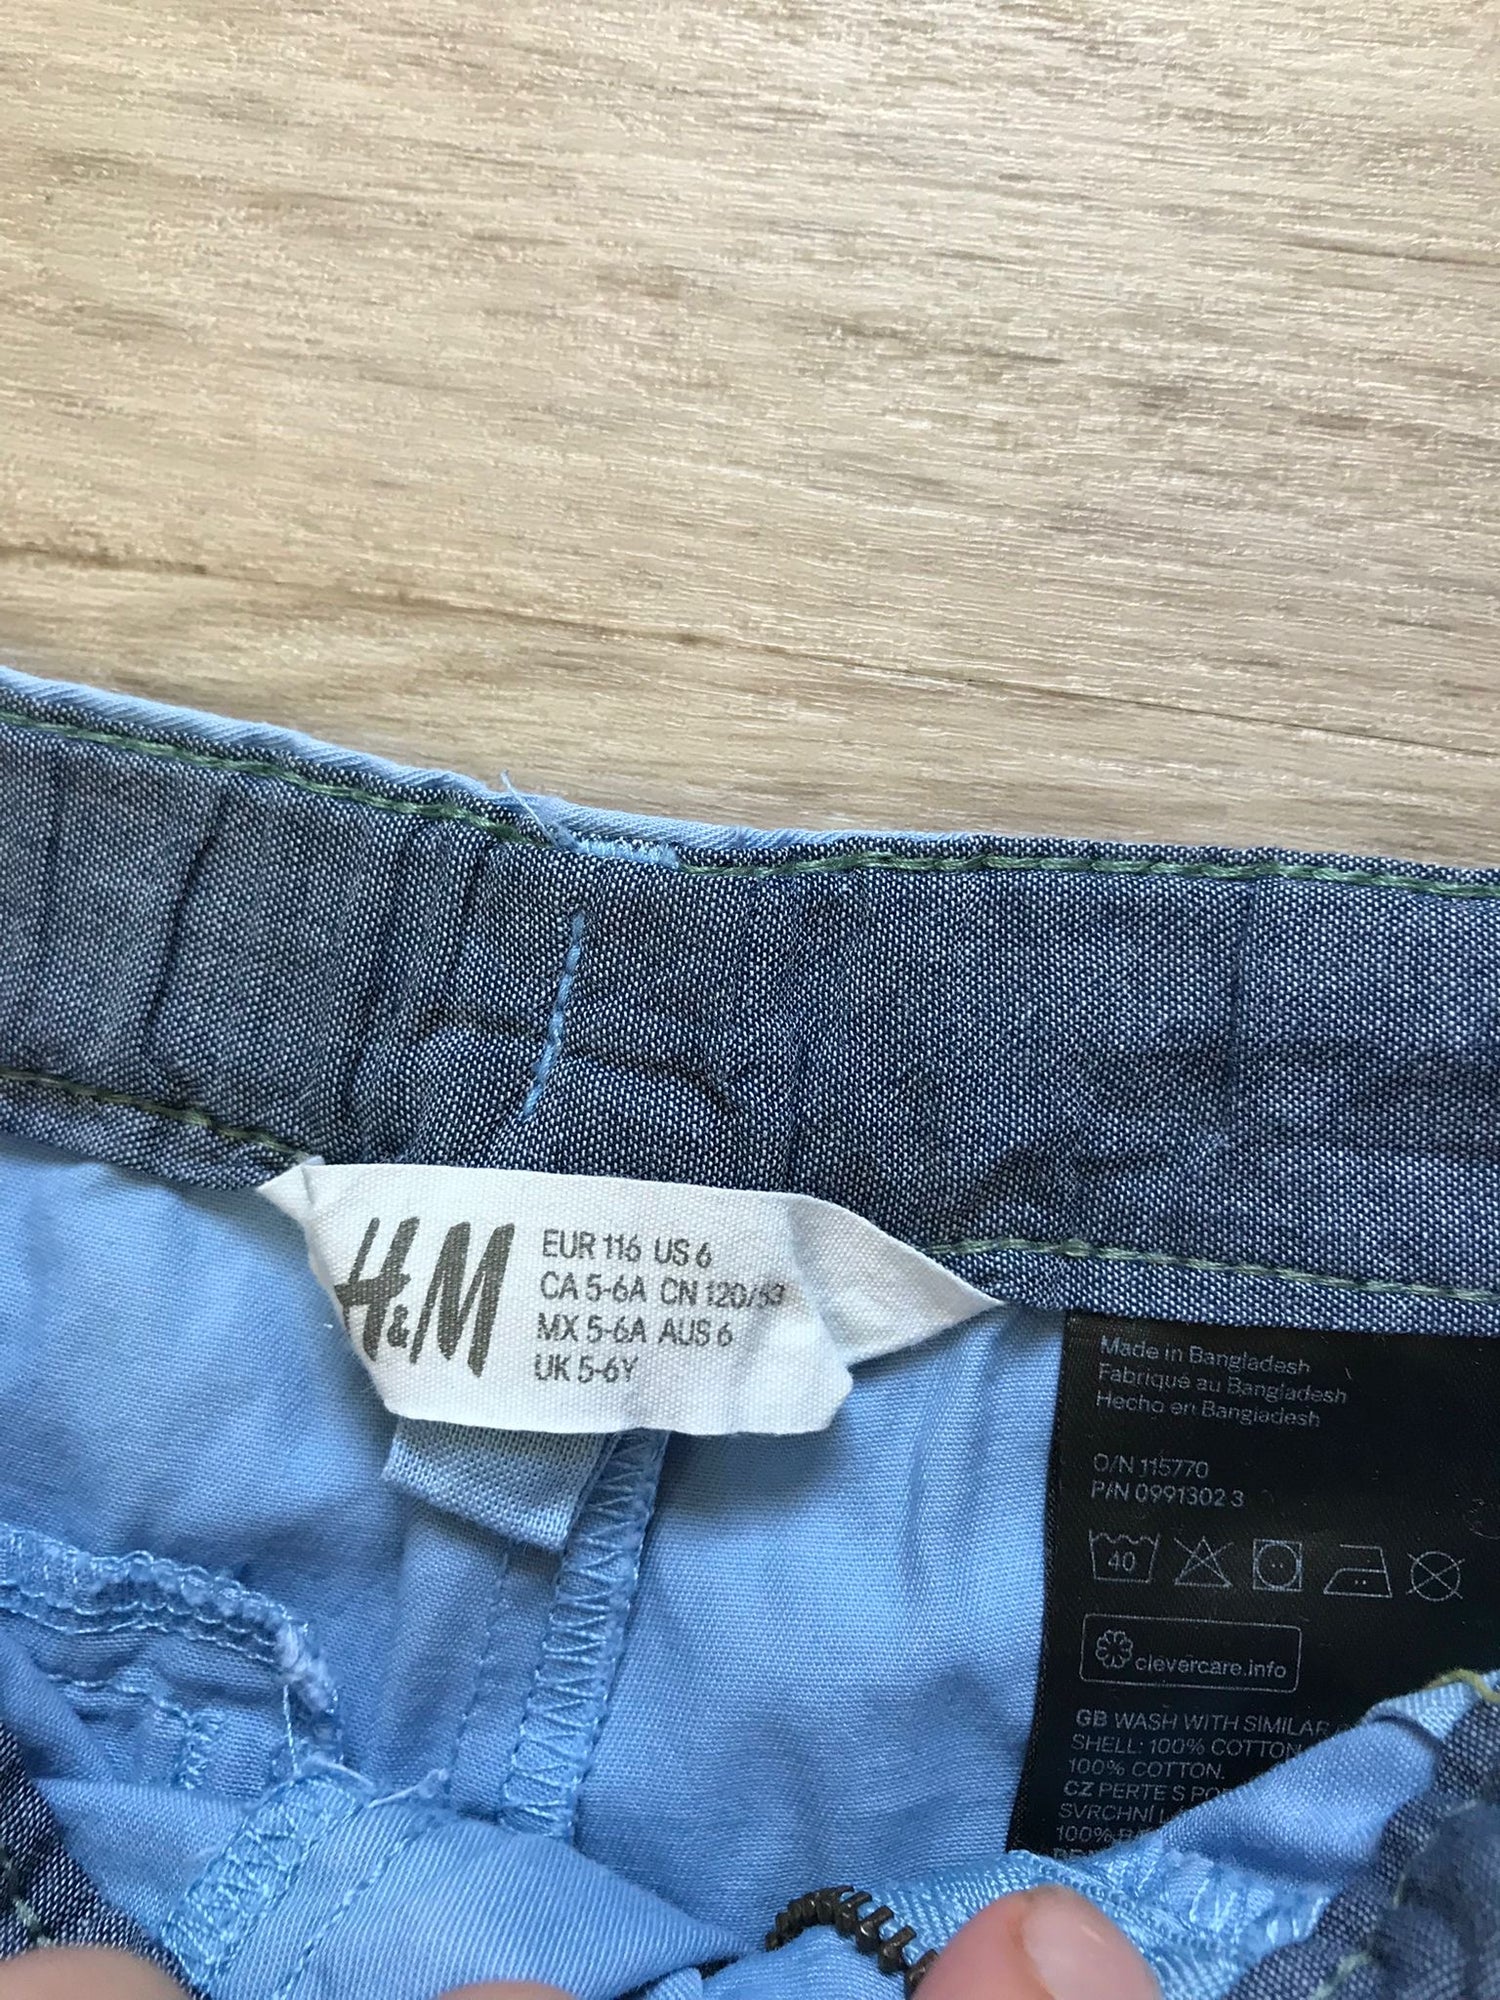 H&M
EUR 116 US 6
CA 5-6A CN 120/53
MX 5-6A AUS 6
UK 5-6Y
Made in Bangladesh
Fabriqué au Bangladesh
Hecho en Bangladesh
O/N 115770
P/N 0991302 3
40
clevercare.info
GB WASH WITH SIMILAR
SHELL: 100% COTTON
100% COTTON.
CZ PERTE S
SVRCHNÍ
100%